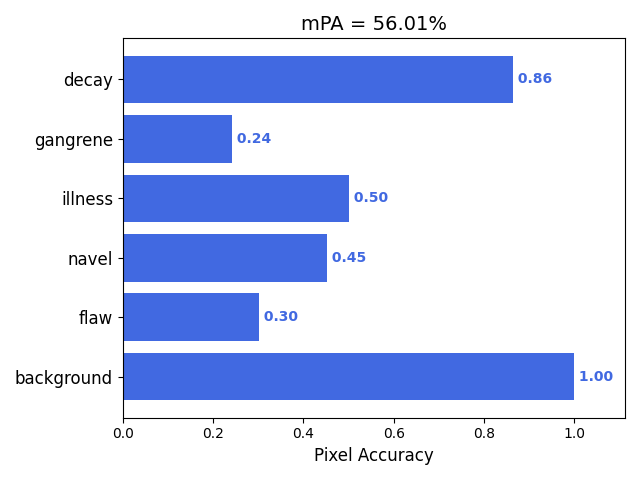 mPA = 56.01%
decay 0.86
gangrene 0.24
illness 0.50
navel 0.45
flaw 0.30
background 1.00
0.0 0.2 0.4 0.6 0.8 1.0
Pixel Accuracy